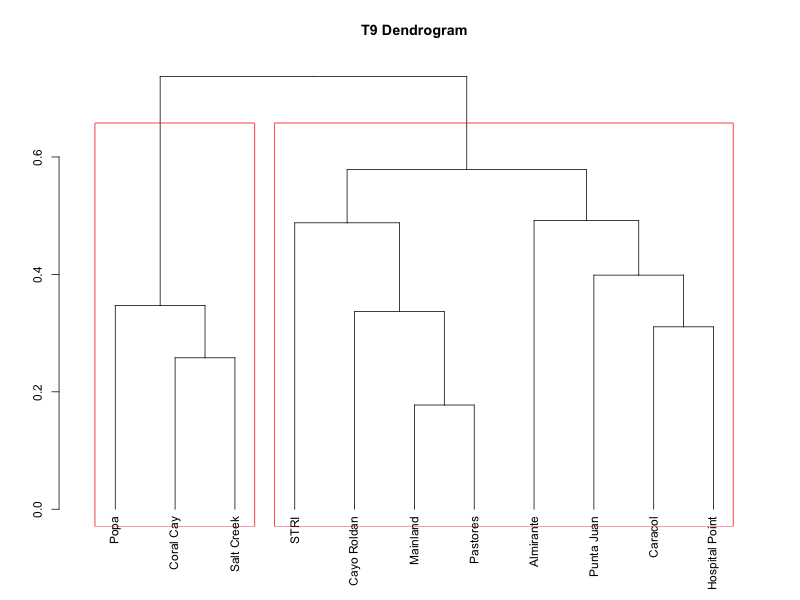 T9 Dendrogram
0.6
0.4
0.2
0.0
Popa
Coral Cay
Salt Creek
STRI
Cayo Roldan
Mainland
Pastores
Almirante
Punta Juan
Caracol
Hospital Point